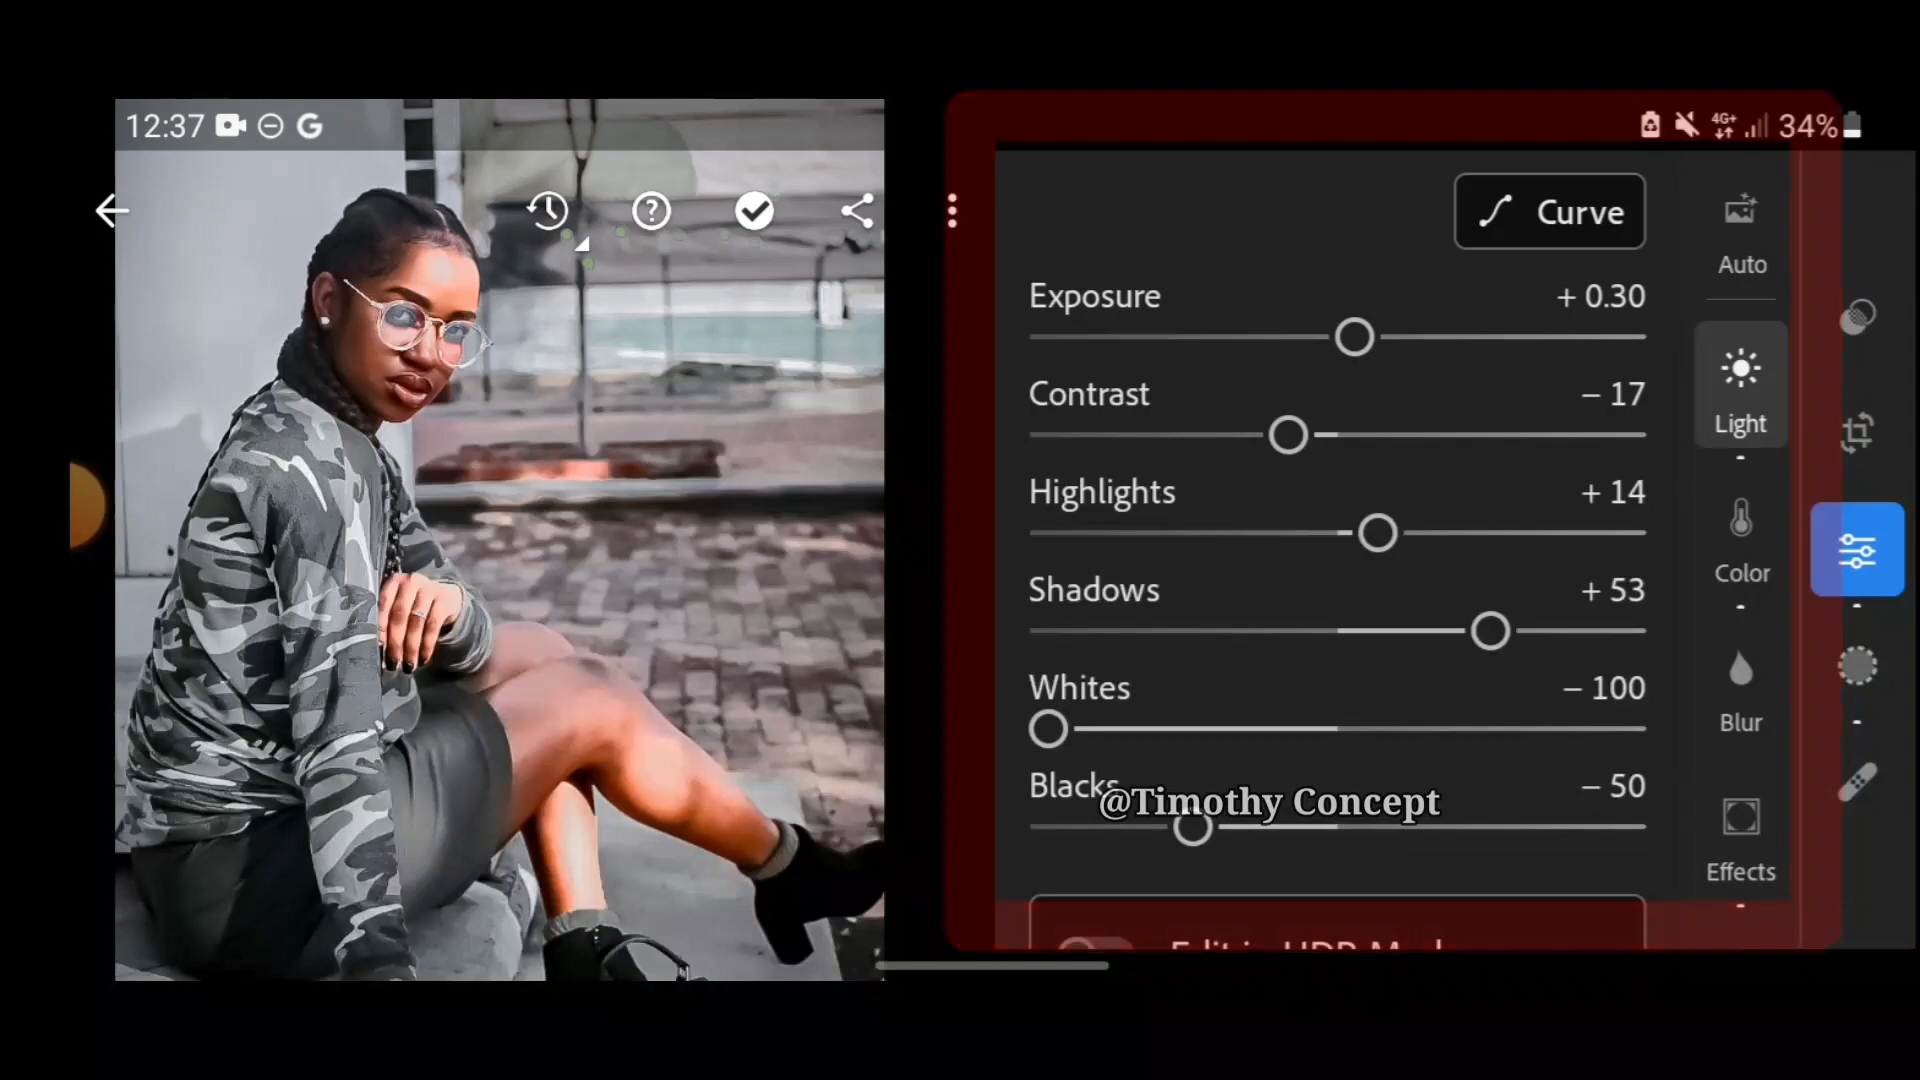 12:37
4G+ 34%
Curve
Auto
Exposure + 0.30
Contrast – 17
Light
Highlights + 14
Color
Shadows + 53
Whites – 100
Blur
Blacks – 50
@Timothy Concept
Effects